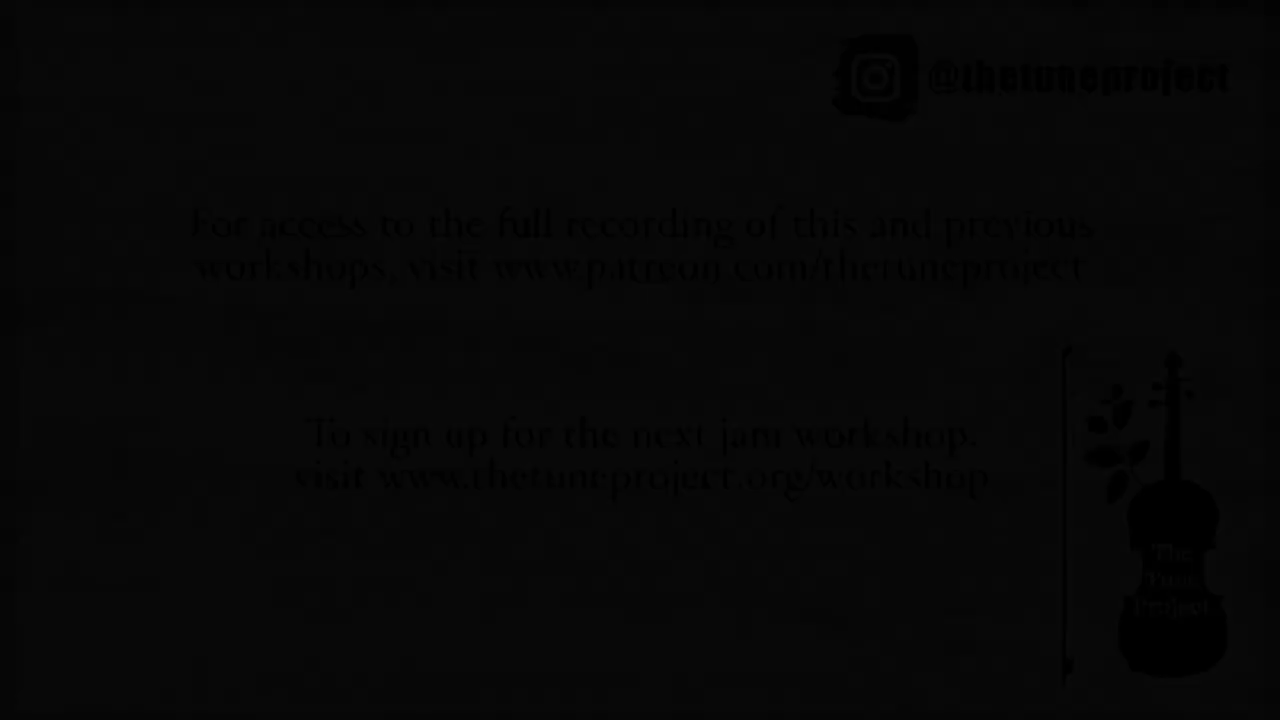 @thetuneproject
For access to the full recording of this and previous
workshops, visit www.patreon.com/thetuneproject
To sign up for the next jam workshop,
visit www.thetuneproject.org/workshop
The
Tune
Project